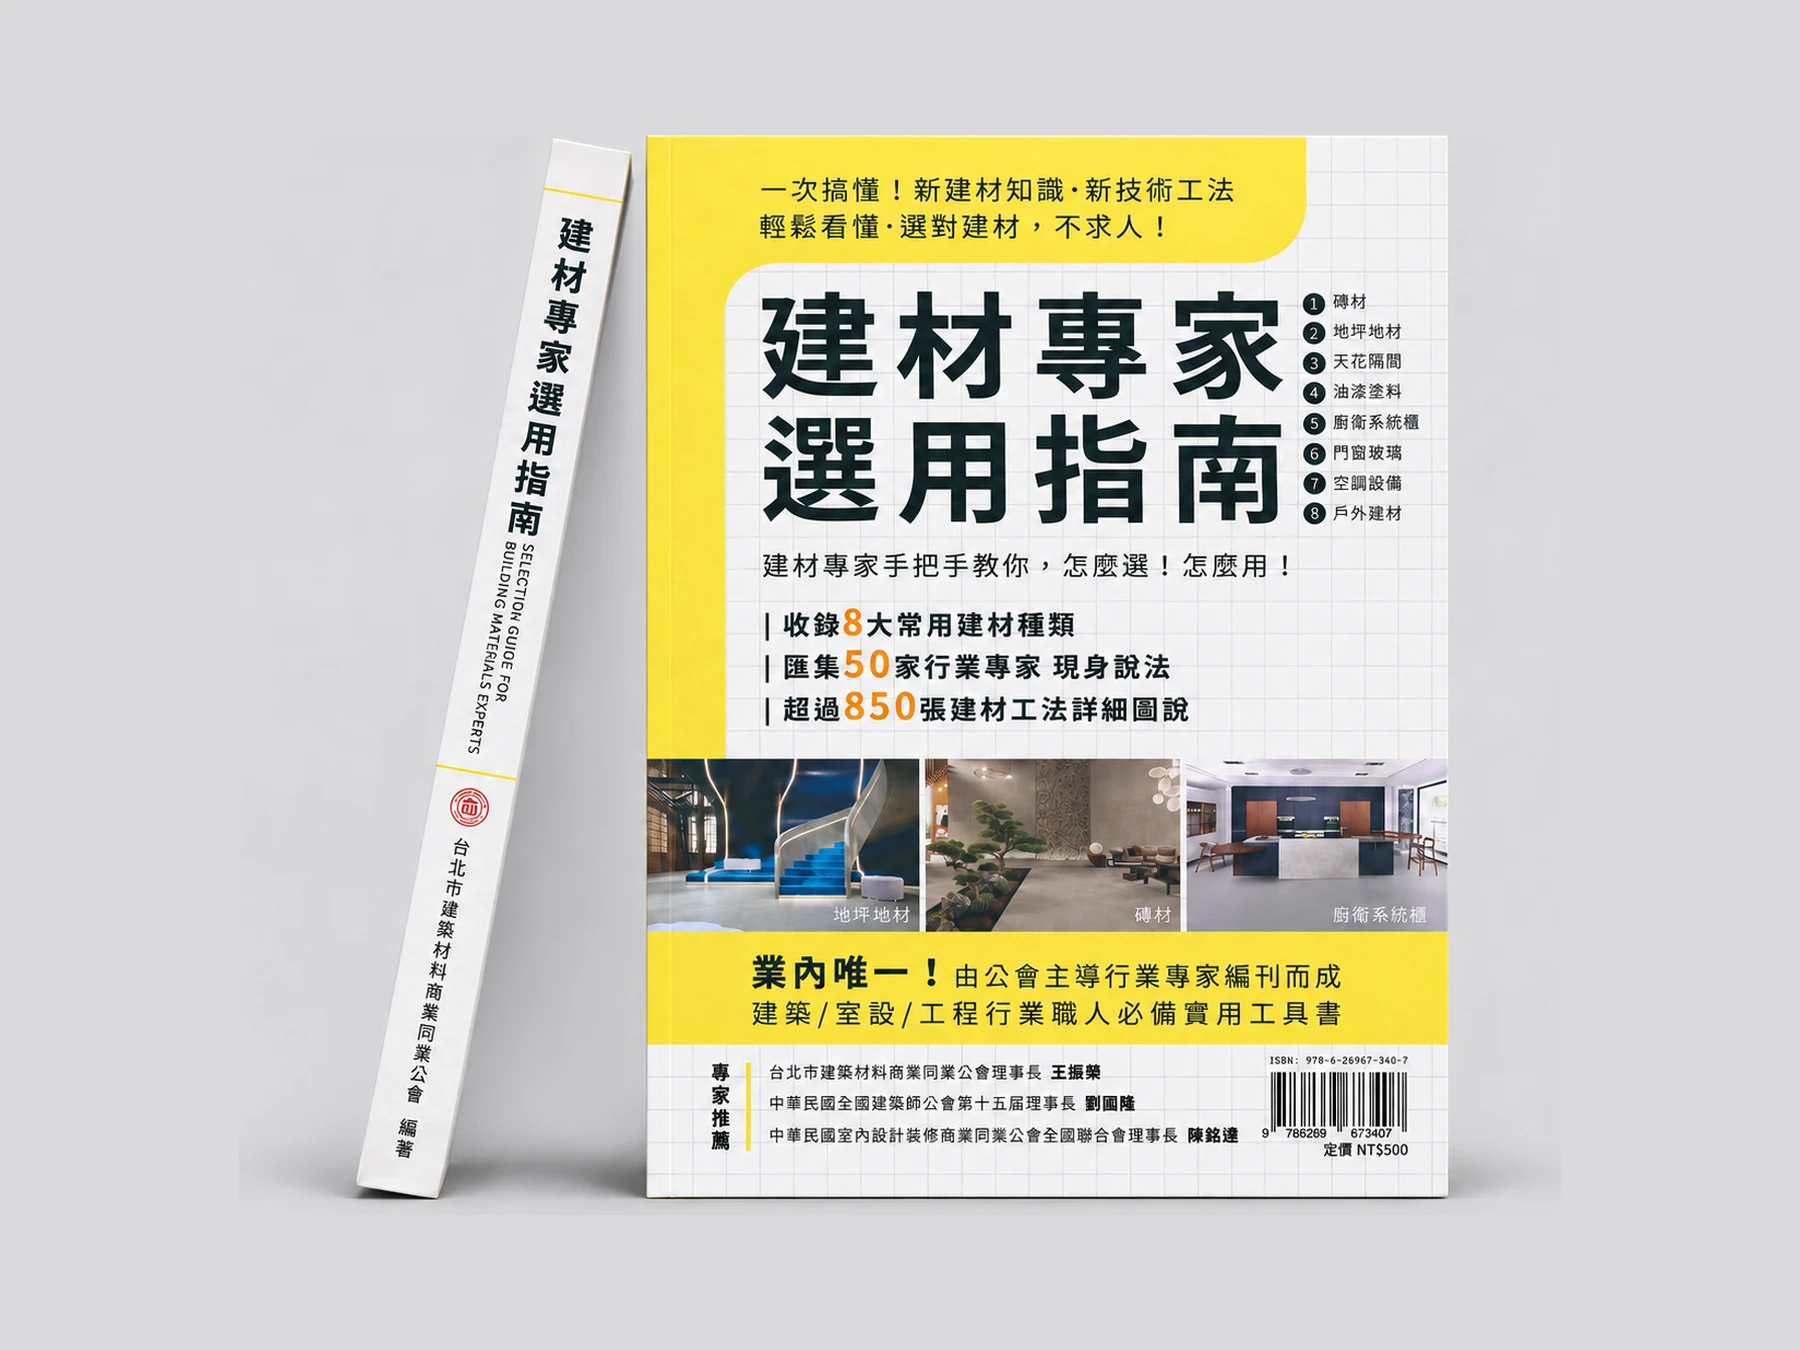 建材專家選用指南
SELECTION GUIDE FOR
BUILDING MATERIALS EXPERTS
台北市建築材料商業同業公會 編著
一次搞懂！新建材知識·新技術工法
輕鬆看懂·選對建材，不求人！
建材專家
選用指南
1 磚材
2 地坪地材
3 天花隔間
4 油漆塗料
5 廚衛系統櫃
6 門窗玻璃
7 空調設備
8 戶外建材
建材專家手把手教你，怎麼選！怎麼用！
| 收錄8大常用建材種類
| 匯集50家行業專家 現身說法
| 超過850張建材工法詳細圖說
地坪地材
磚材
廚衛系統櫃
業內唯一！由公會主導行業專家編刊而成
建築/室設/工程行業職人必備實用工具書
專家推薦
台北市建築材料商業同業公會理事長 王振榮
中華民國全國建築師公會第十五屆理事長 劉國隆
中華民國室內設計裝修商業同業公會全國聯合會理事長 陳銘達
ISBN: 978-6-26967-340-7
9 786269 673407
定價 NT$500